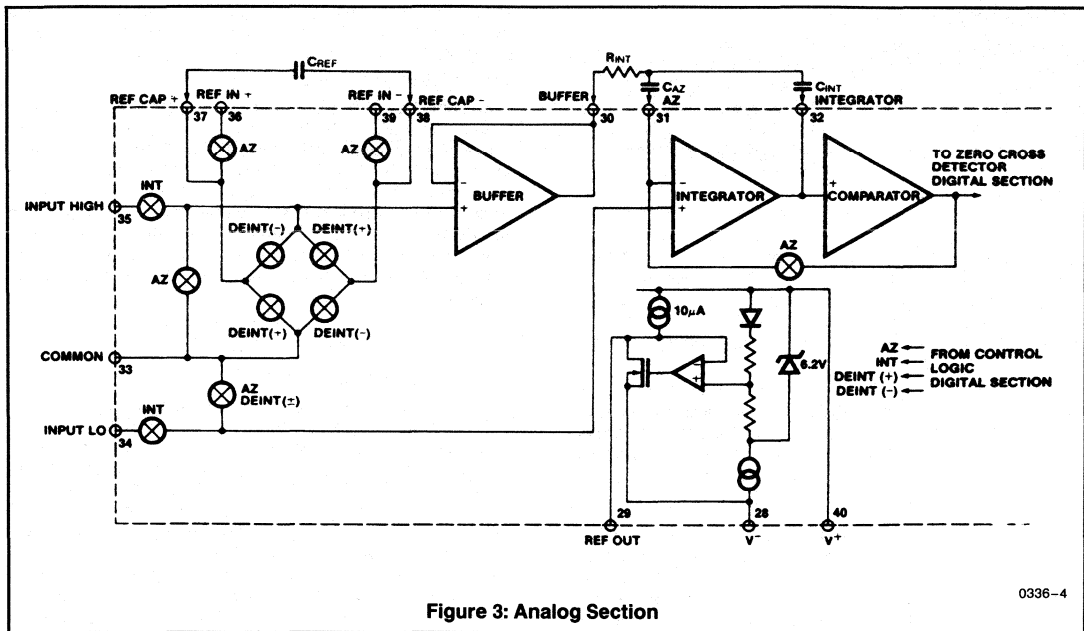 CREF
RINT
CAZ
CINT
REF CAP +
REF IN +
REF IN -
REF CAP -
BUFFER
AZ
INTEGRATOR
37
36
39
38
30
31
32
AZ
AZ
INT
INPUT HIGH
35
-
+
BUFFER
-
+
INTEGRATOR
+
COMPARATOR
TO ZERO CROSS
DETECTOR
DIGITAL SECTION
DEINT(-)
DEINT(+)
AZ
AZ
DEINT(+)
DEINT(-)
10μA
COMMON
33
6.2V
AZ
INT
DEINT (+)
DEINT (-)
FROM CONTROL
LOGIC
DIGITAL SECTION
-
+
AZ
DEINT(±)
INT
INPUT LO
34
29
28
40
REF OUT
V-
V+
0336-4
Figure 3: Analog Section